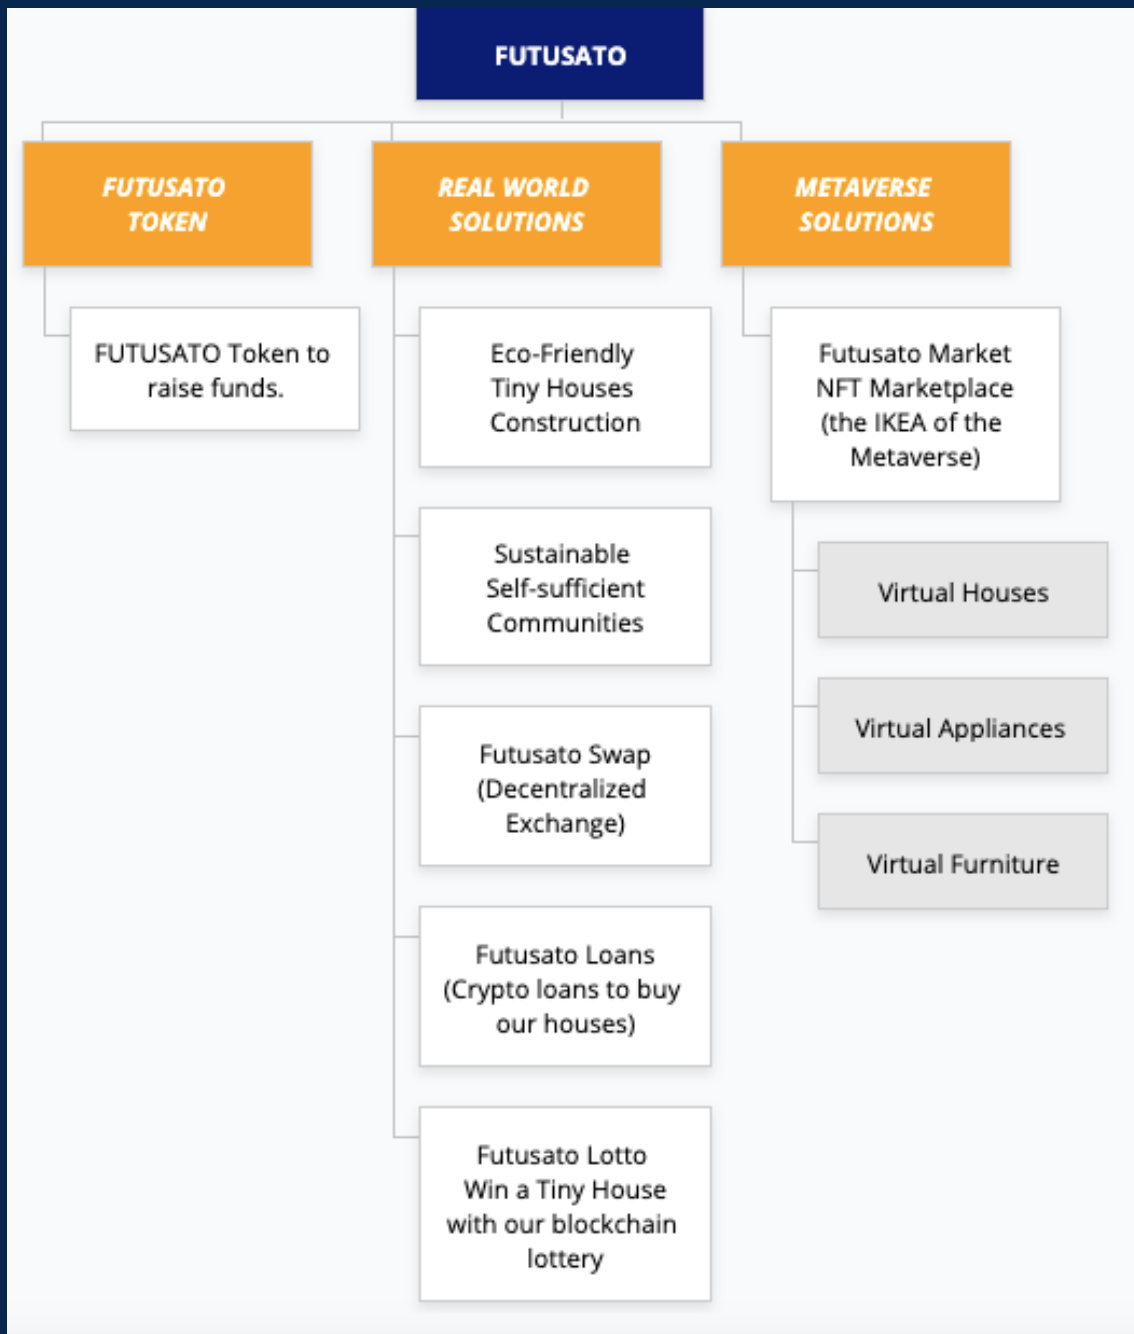 FUTUSATO
FUTUSATO
TOKEN
FUTUSATO Token to
raise funds.
REAL WORLD
SOLUTIONS
Eco-Friendly
Tiny Houses
Construction
Sustainable
Self-sufficient
Communities
Futusato Swap
(Decentralized
Exchange)
Futusato Loans
(Crypto loans to buy
our houses)
Futusato Lotto
Win a Tiny House
with our blockchain
lottery
METAVERSE
SOLUTIONS
Futusato Market
NFT Marketplace
(the IKEA of the
Metaverse)
Virtual Houses
Virtual Appliances
Virtual Furniture